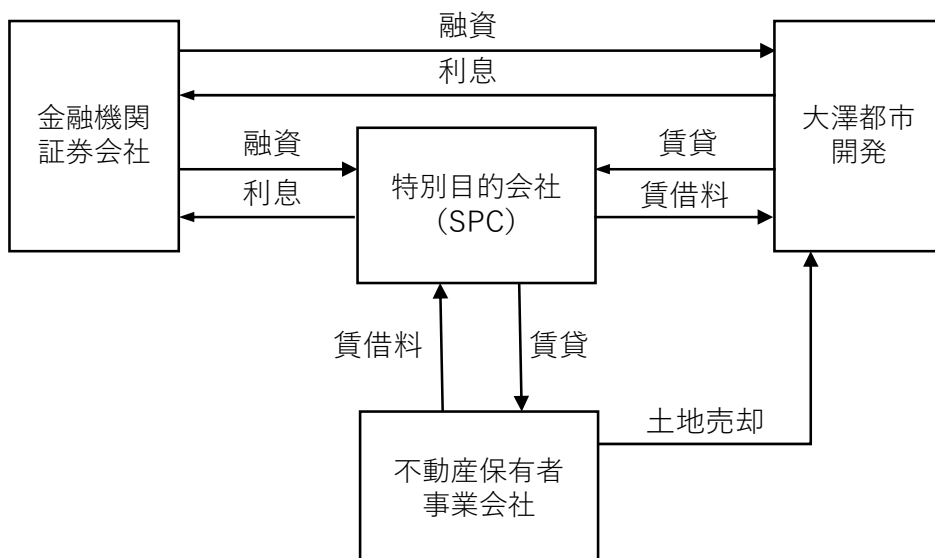 融資
利息
金融機関
証券会社
大澤都市
開発
融資
利息
特別目的会社
（SPC）
賃貸
賃借料
賃借料
賃貸
土地売却
不動産保有者
事業会社